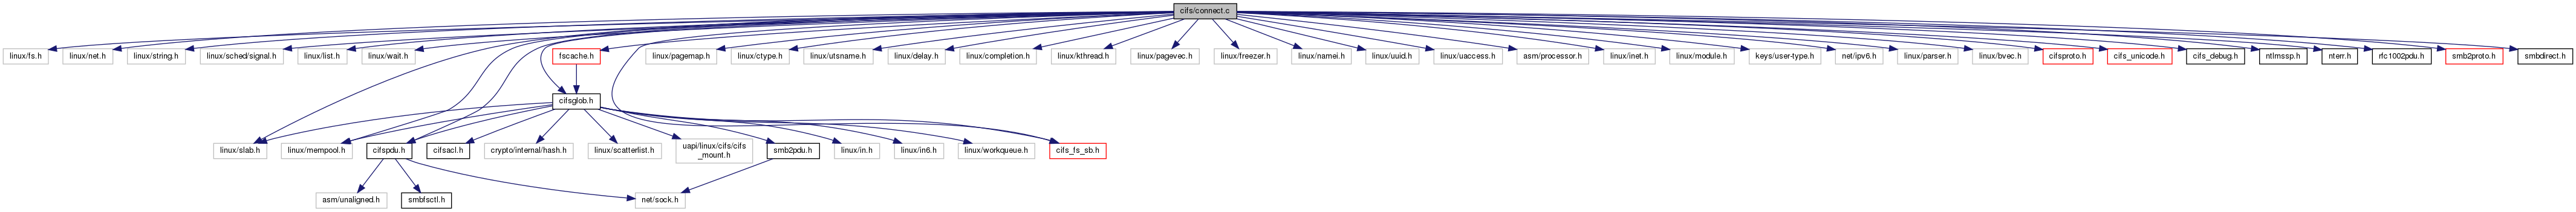 cifs/connect.c
linux/fs.h
linux/net.h
linux/string.h
linux/sched/signal.h
linux/list.h
linux/wait.h
fscache.h
linux/pagemap.h
linux/ctype.h
linux/utsname.h
linux/delay.h
linux/completion.h
linux/kthread.h
linux/pagevec.h
linux/freezer.h
linux/namei.h
linux/uuid.h
linux/uaccess.h
asm/processor.h
linux/inet.h
linux/module.h
keys/user-type.h
net/ipv6.h
linux/parser.h
linux/bvec.h
cifsproto.h
cifs_unicode.h
cifs_debug.h
ntlmssp.h
nterr.h
rfc1002pdu.h
smb2proto.h
smbdirect.h
cifsglob.h
linux/slab.h
linux/mempool.h
cifspdu.h
cifsacl.h
crypto/internal/hash.h
linux/scatterlist.h
uapi/linux/cifs/cifs
_mount.h
smb2pdu.h
linux/in.h
linux/in6.h
linux/workqueue.h
cifs_fs_sb.h
asm/unaligned.h
smbfsctl.h
net/sock.h